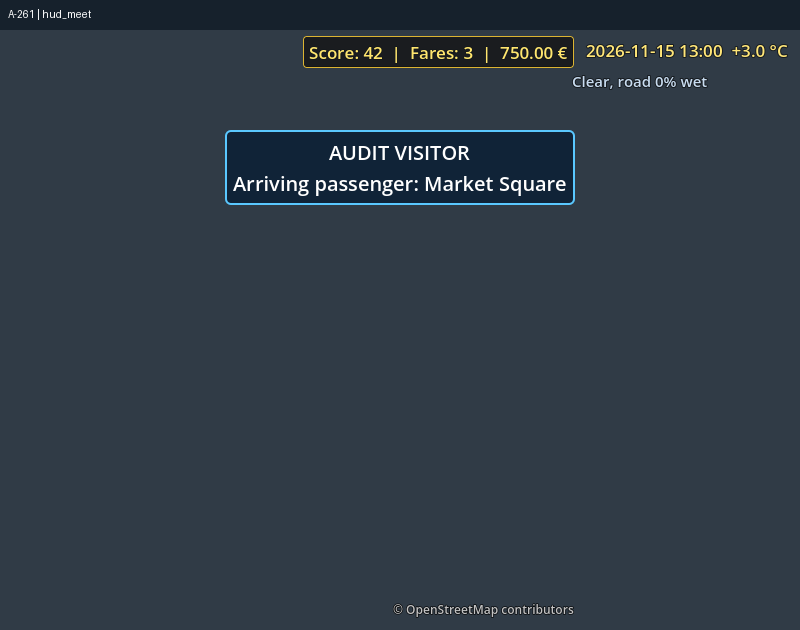 A-261 | hud_meet
Score: 42 | Fares: 3 | 750.00 €
2026-11-15 13:00 +3.0 °C
Clear, road 0% wet
AUDIT VISITOR
Arriving passenger: Market Square
© OpenStreetMap contributors